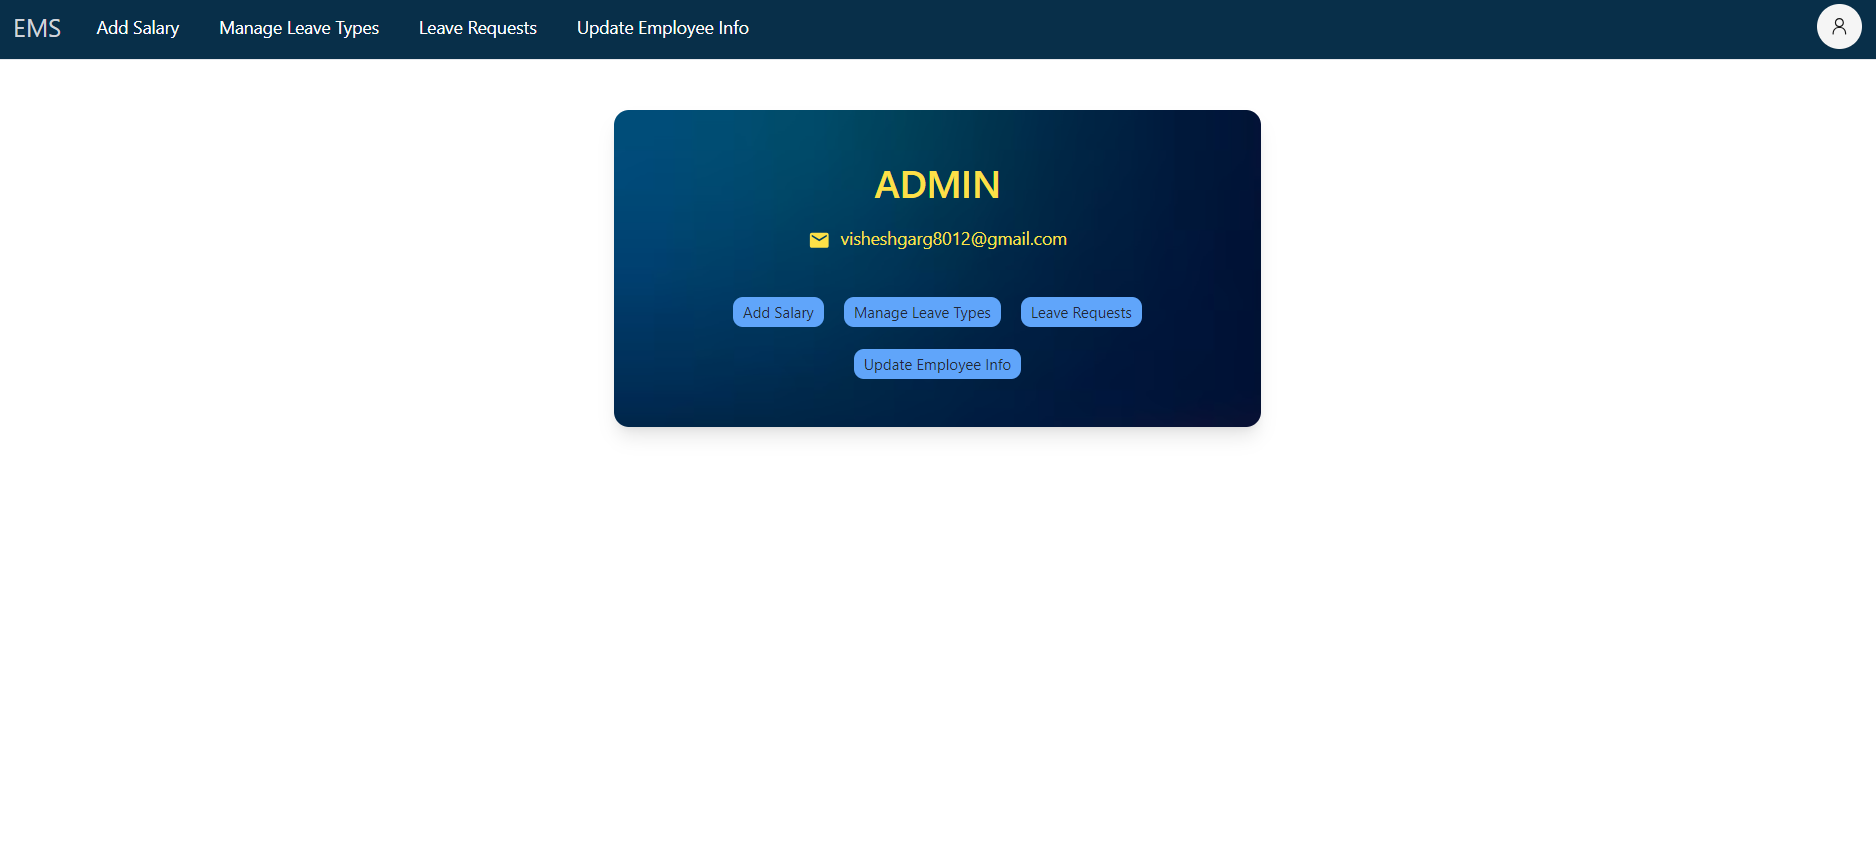 EMS Add Salary Manage Leave Types Leave Requests Update Employee Info
ADMIN
visheshgarg8012@gmail.com
Add Salary Manage Leave Types Leave Requests
Update Employee Info